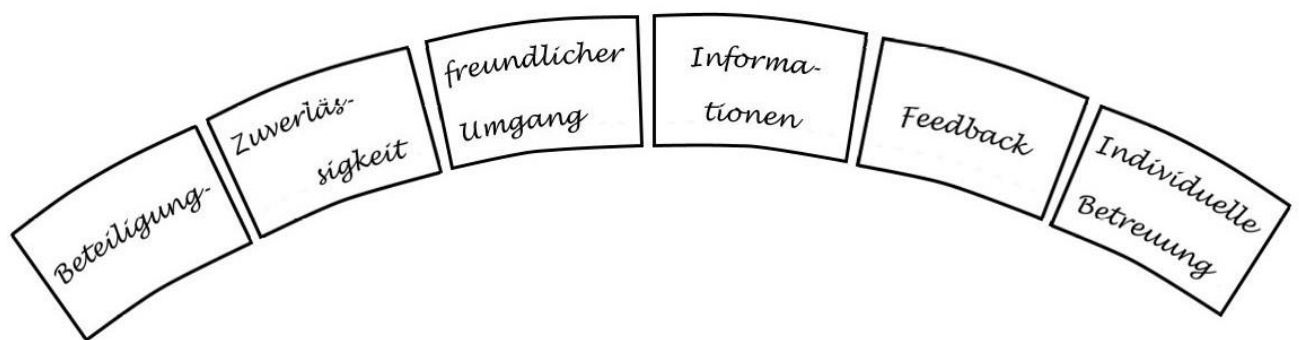 Beteiligung-
Zuverläs-
sigkeit
freundlicher
Umgang
Informa-
tionen
Feedback
Individuelle
Betreuung